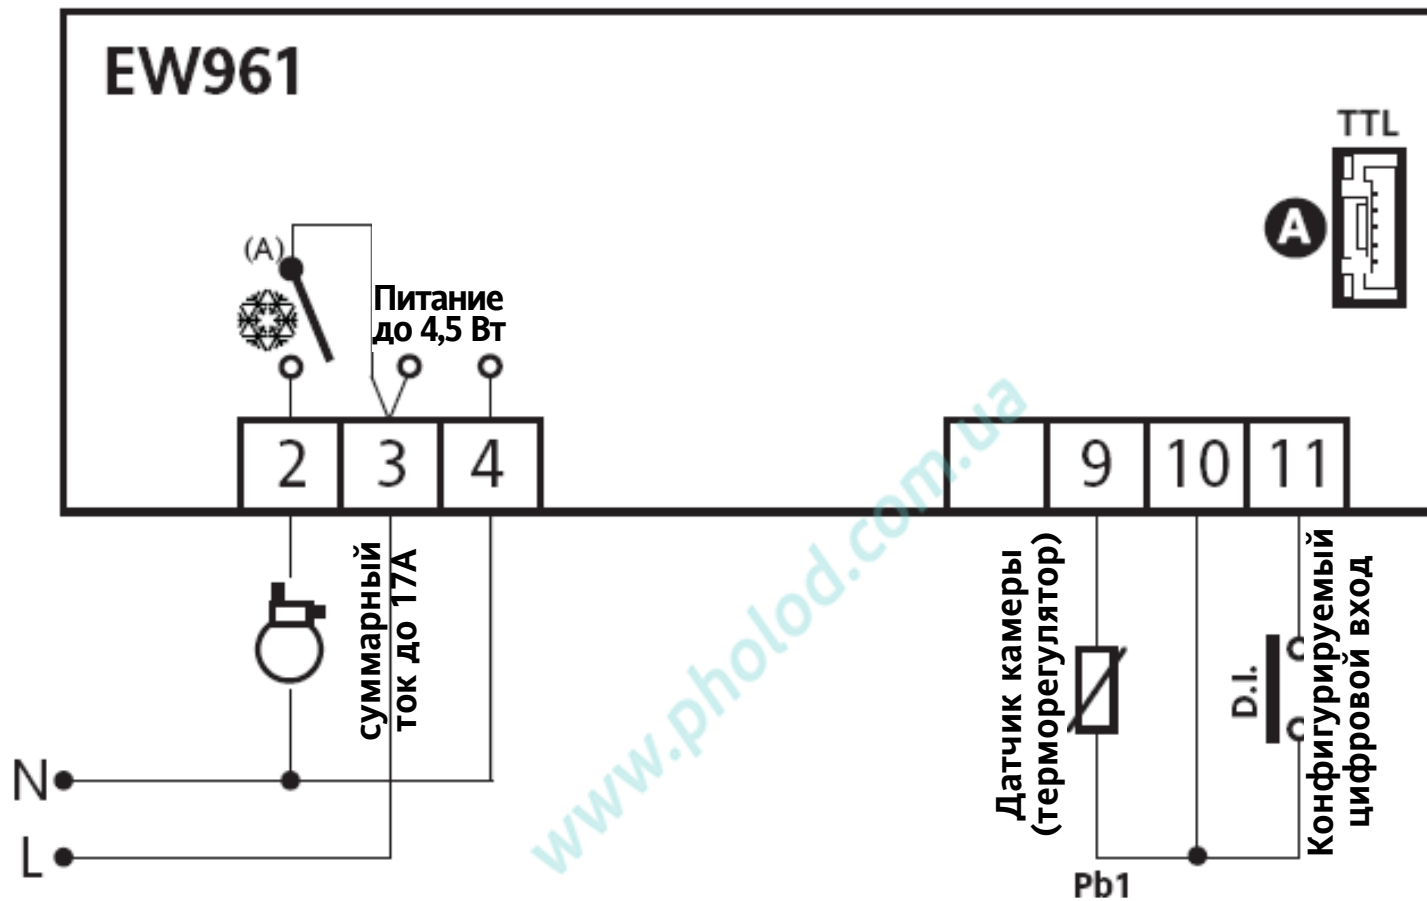 EW961
TTL
A
(A)
Питание
до 4,5 Вт
2 3 4
9 10 11
суммарный
ток до 17А
Датчик камеры
(терморегулятор)
D.I.
Конфигурируемый
цифровой вход
N
L
Pb1
www.pholod.com.ua